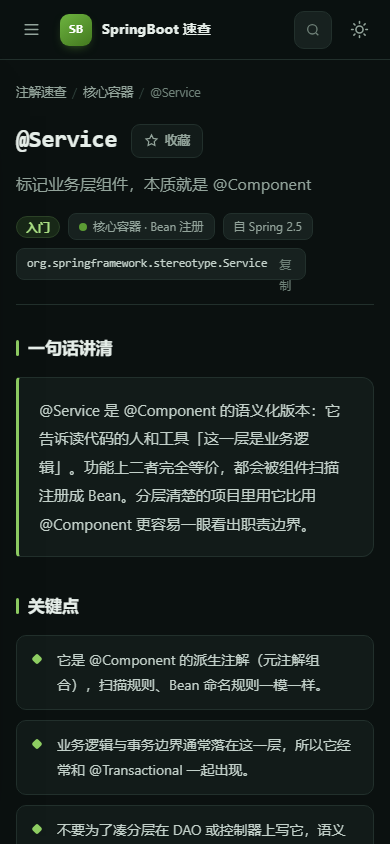 SB SpringBoot 速查
注解速查 / 核心容器 / @Service
@Service 收藏
标记业务层组件，本质就是 @Component
入门 核心容器 · Bean 注册 自 Spring 2.5
org.springframework.stereotype.Service 复
制
一句话讲清
@Service 是 @Component 的语义化版本：它
告诉读代码的人和工具「这一层是业务逻
辑」。功能上二者完全等价，都会被组件扫描
注册成 Bean。分层清楚的项目里用它比用
@Component 更容易一眼看出职责边界。
关键点
它是 @Component 的派生注解（元注解组
合），扫描规则、Bean 命名规则一模一样。
业务逻辑与事务边界通常落在这一层，所以它经
常和 @Transactional 一起出现。
不要为了凑分层在 DAO 或控制器上写它，语义